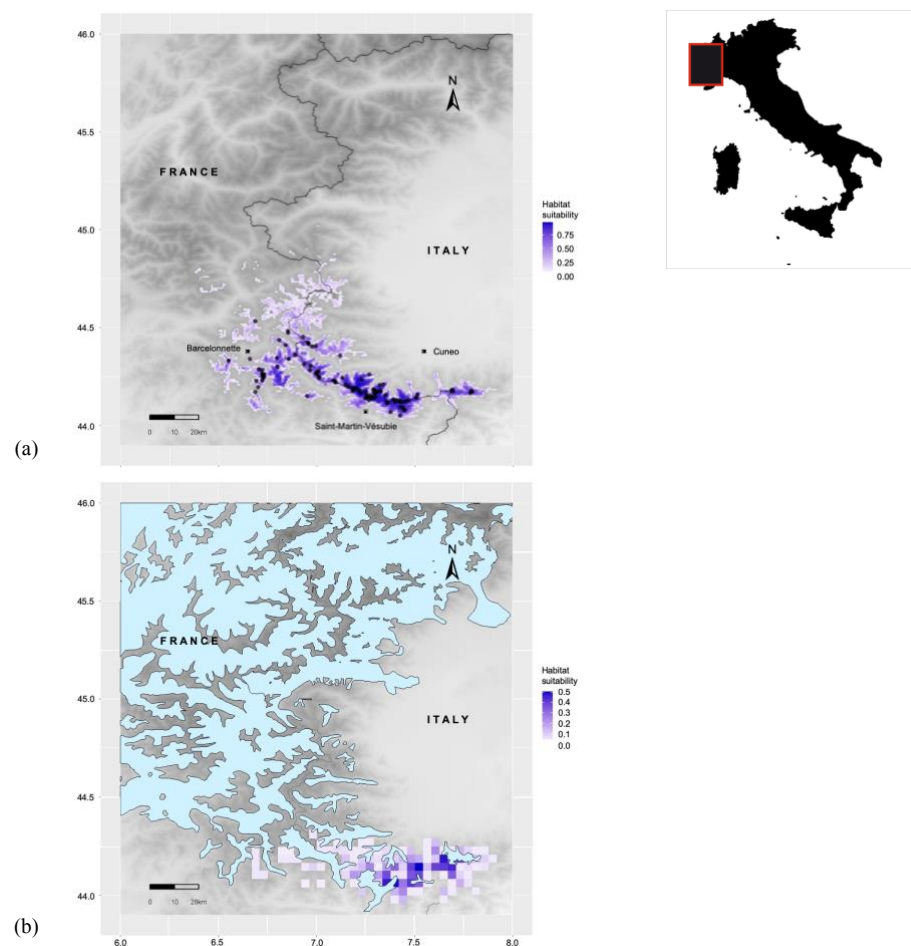 46.0
N
45.5
FRANCE
Habitat
suitability
0.75
0.50
0.25
0.00
45.0
ITALY
44.5
Barcelonnette
Cuneo
44.0
0 10 20km
Saint-Martin-Vésubie
(a)
46.0
N
45.5
FRANCE
Habitat
suitability
0.5
0.4
0.3
0.2
0.1
0.0
45.0
ITALY
44.5
44.0
0 10 20km
(b)
6.0 6.5 7.0 7.5 8.0